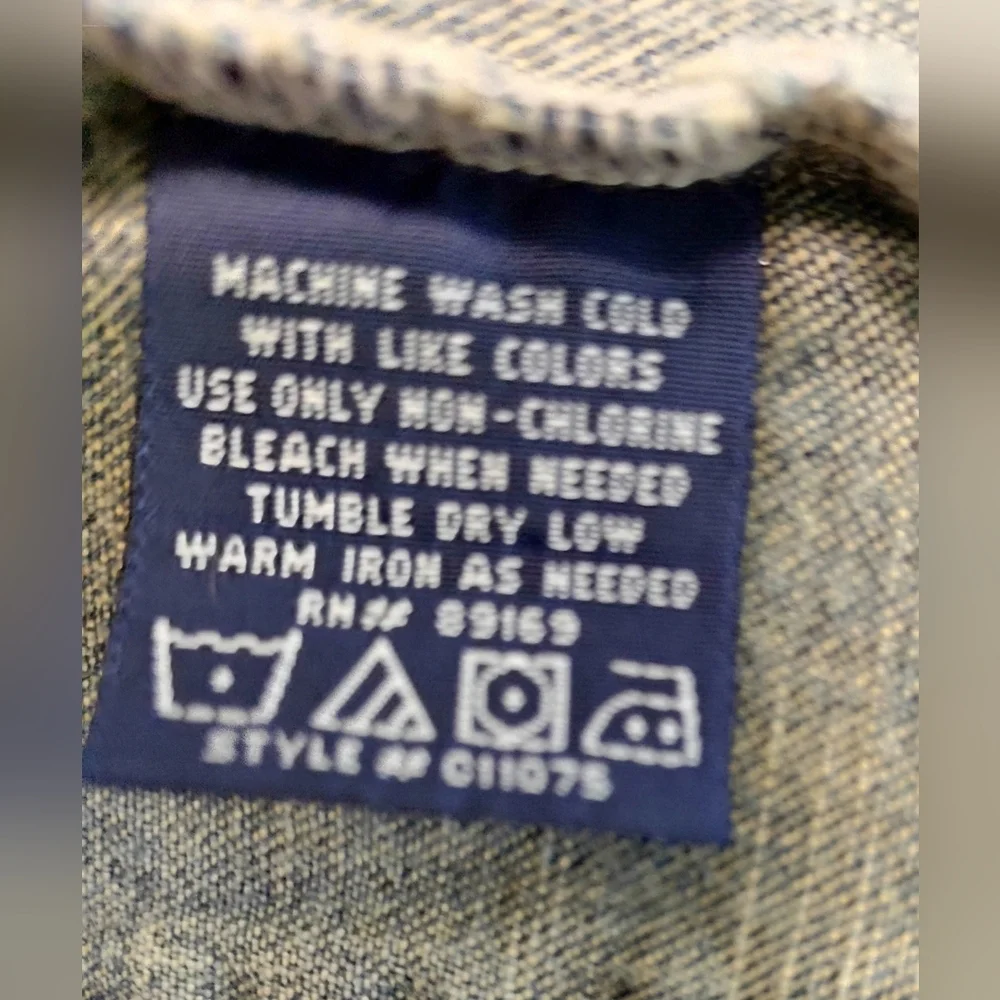 MACHINE WASH COLD
WITH LIKE COLORS
USE ONLY NON-CHLORINE
BLEACH WHEN NEEDED
TUMBLE DRY LOW
WARM IRON AS NEEDED
RN# 89169
STYLE # C11075